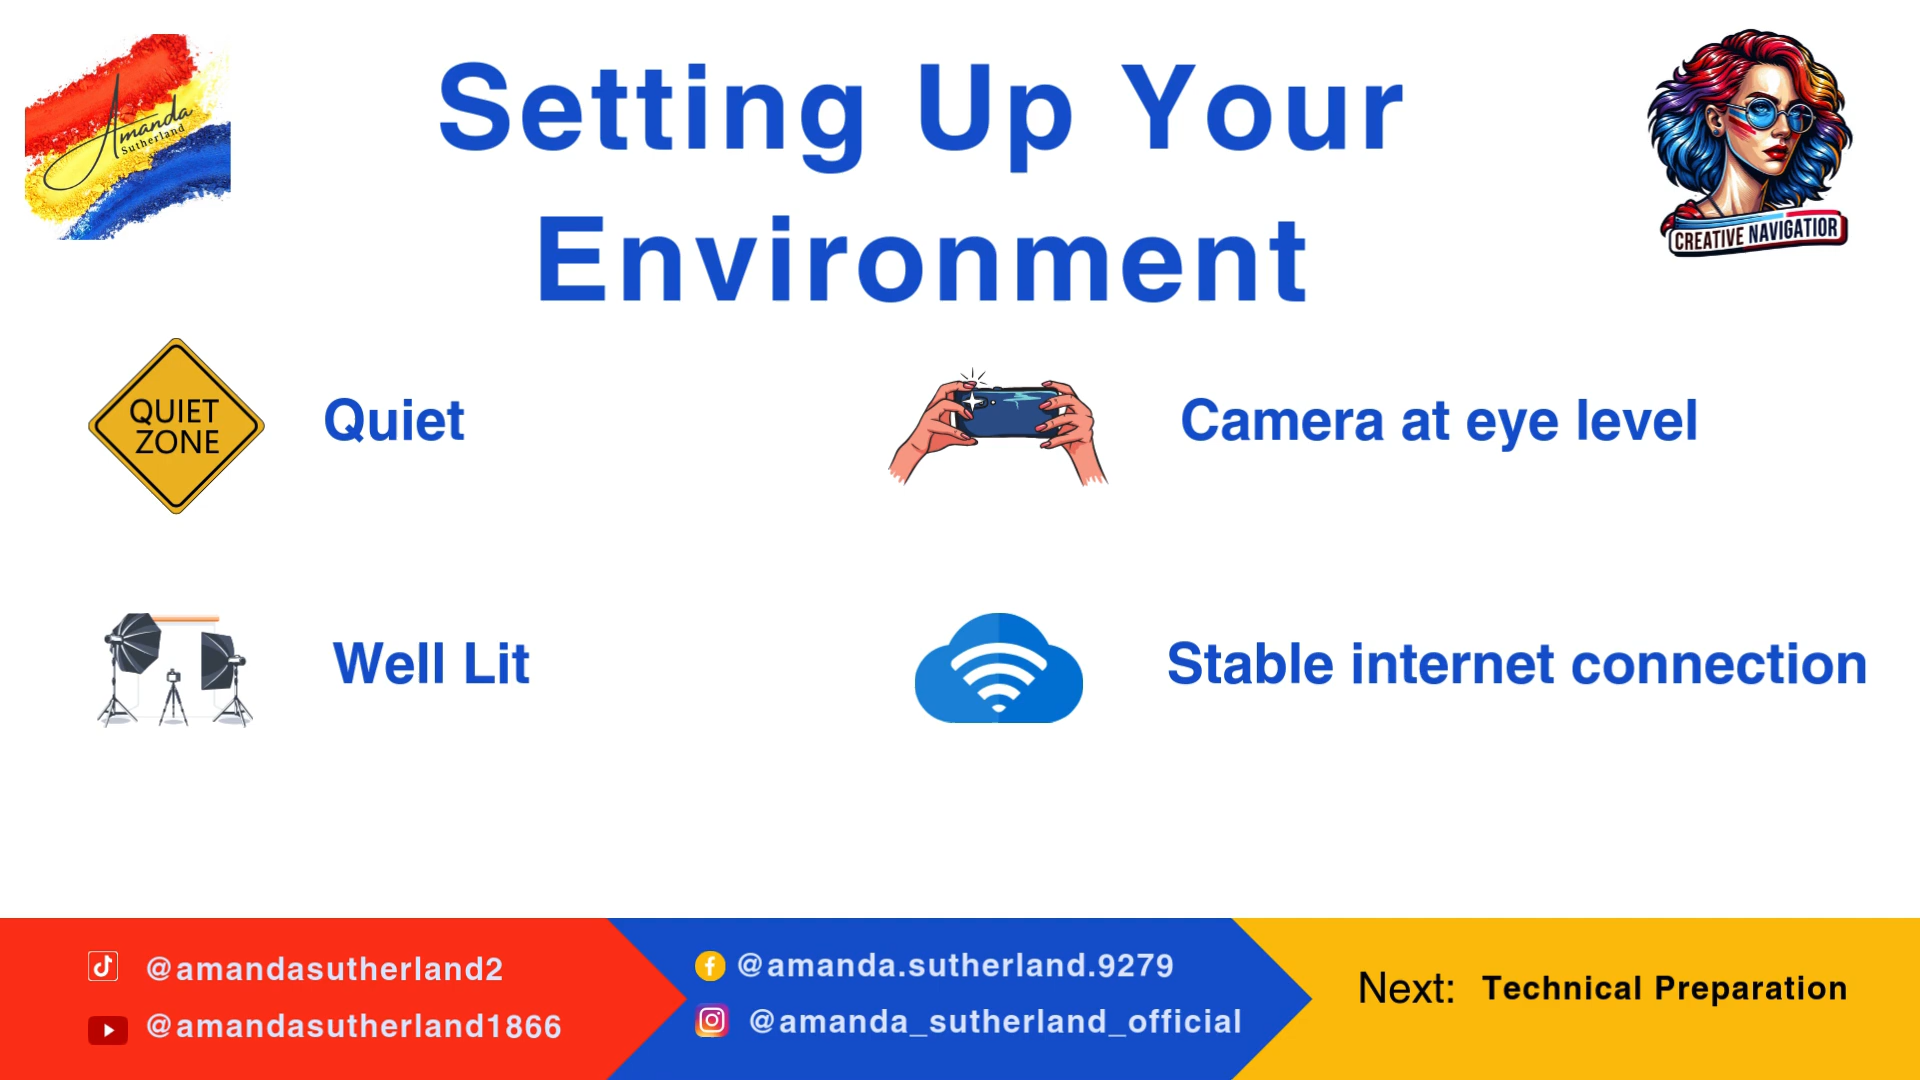 Amanda
Sutherland
Setting Up Your
Environment
CREATIVE NAVIGATIOR
QUIET
ZONE
Quiet
Camera at eye level
Well Lit
Stable internet connection
@amandasutherland2
@amandasutherland1866
@amanda.sutherland.9279
@amanda_sutherland_official
Next: Technical Preparation